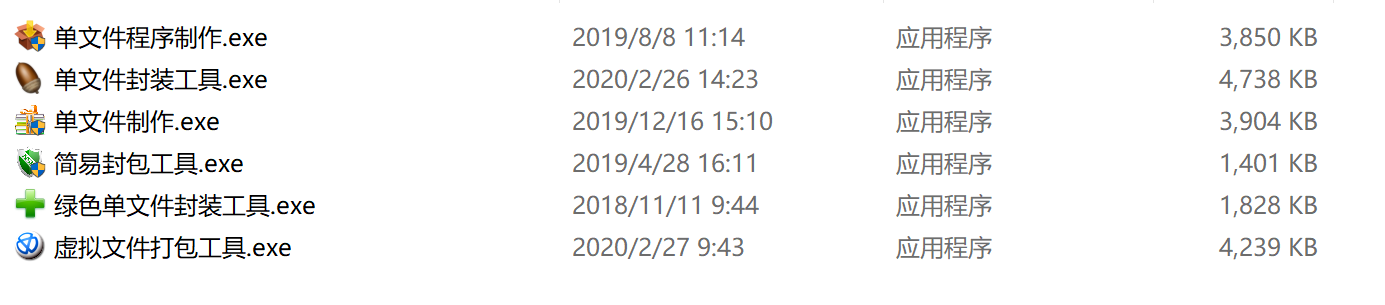 单文件程序制作.exe 2019/8/8 11:14 应用程序 3,850 KB
单文件封装工具.exe 2020/2/26 14:23 应用程序 4,738 KB
单文件制作.exe 2019/12/16 15:10 应用程序 3,904 KB
简易封包工具.exe 2019/4/28 16:11 应用程序 1,401 KB
绿色单文件封装工具.exe 2018/11/11 9:44 应用程序 1,828 KB
虚拟文件打包工具.exe 2020/2/27 9:43 应用程序 4,239 KB